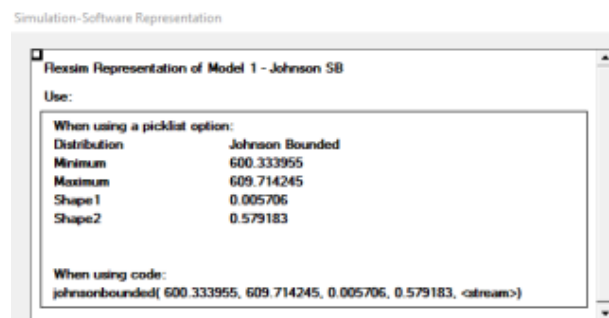 Simulation-Software Representation
Flexsim Representation of Model 1 - Johnson SB
Use:
When using a picklist option:
Distribution Johnson Bounded
Minimum 600.333955
Maximum 609.714245
Shape1 0.005706
Shape2 0.579183
When using code:
johnsonbounded( 600.333955, 609.714245, 0.005706, 0.579183, <stream>)